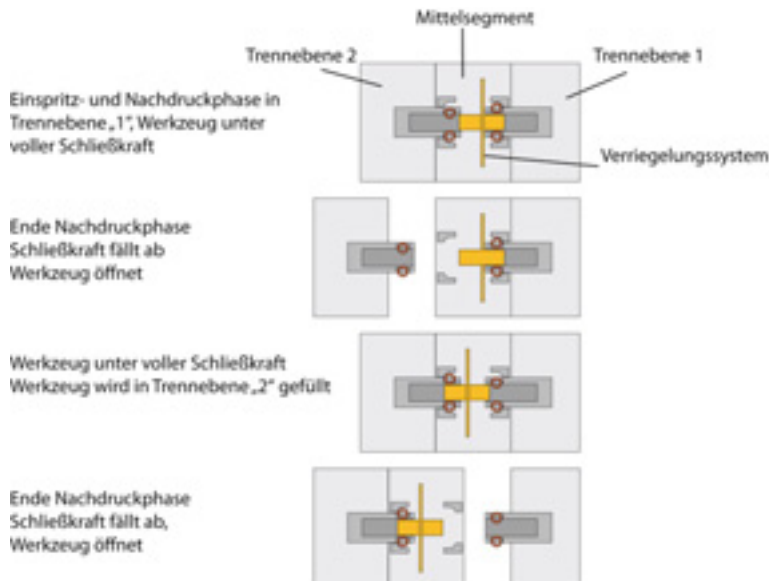 Mittelsegment
Trennebene 2
Trennebene 1
Einspritz- und Nachdruckphase in
Trennebene „1“, Werkzeug unter
voller Schließkraft
Verriegelungssystem
Ende Nachdruckphase
Schließkraft fällt ab
Werkzeug öffnet
Werkzeug unter voller Schließkraft
Werkzeug wird in Trennebene „2“ gefüllt
Ende Nachdruckphase
Schließkraft fällt ab,
Werkzeug öffnet